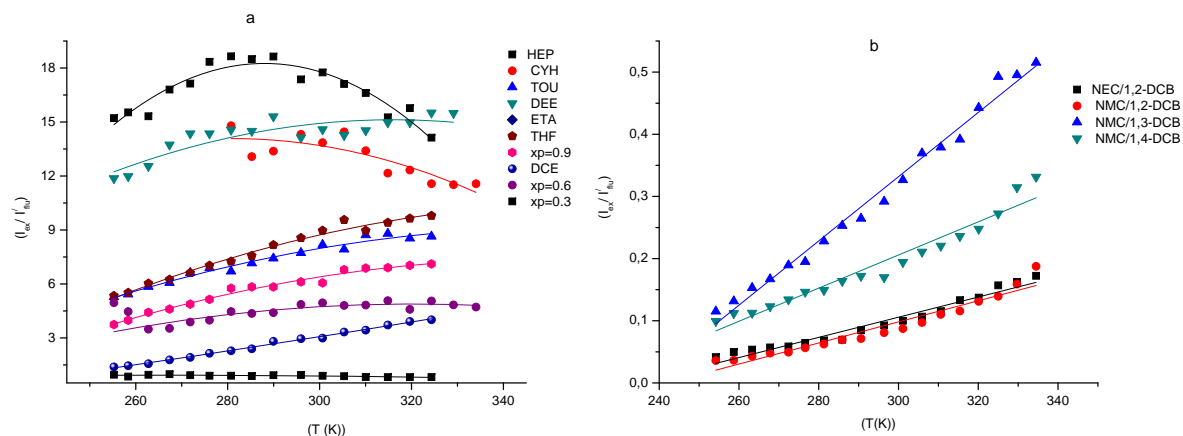 a
(I_ex/ I'_flu)
18
15
12
9
6
3
260 280 300 320 340
(T (K))
HEP
CYH
TOU
DEE
ETA
THF
xp=0.9
DCE
xp=0.6
xp=0.3
b
(I_ex/ I'_flu)
0,5
0,4
0,3
0,2
0,1
0,0
240 260 280 300 320 340
(T(K))
NEC/1,2-DCB
NMC/1,2-DCB
NMC/1,3-DCB
NMC/1,4-DCB